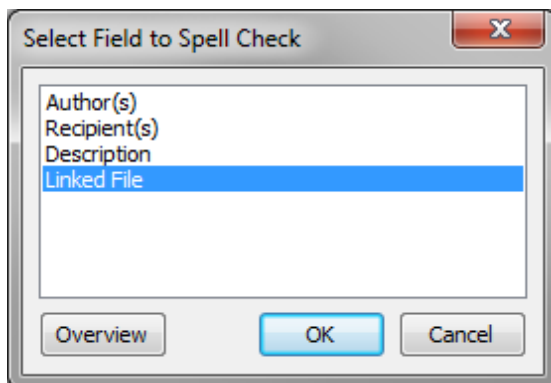 Select Field to Spell Check
Author(s)
Recipient(s)
Description
Linked File
Overview
OK
Cancel